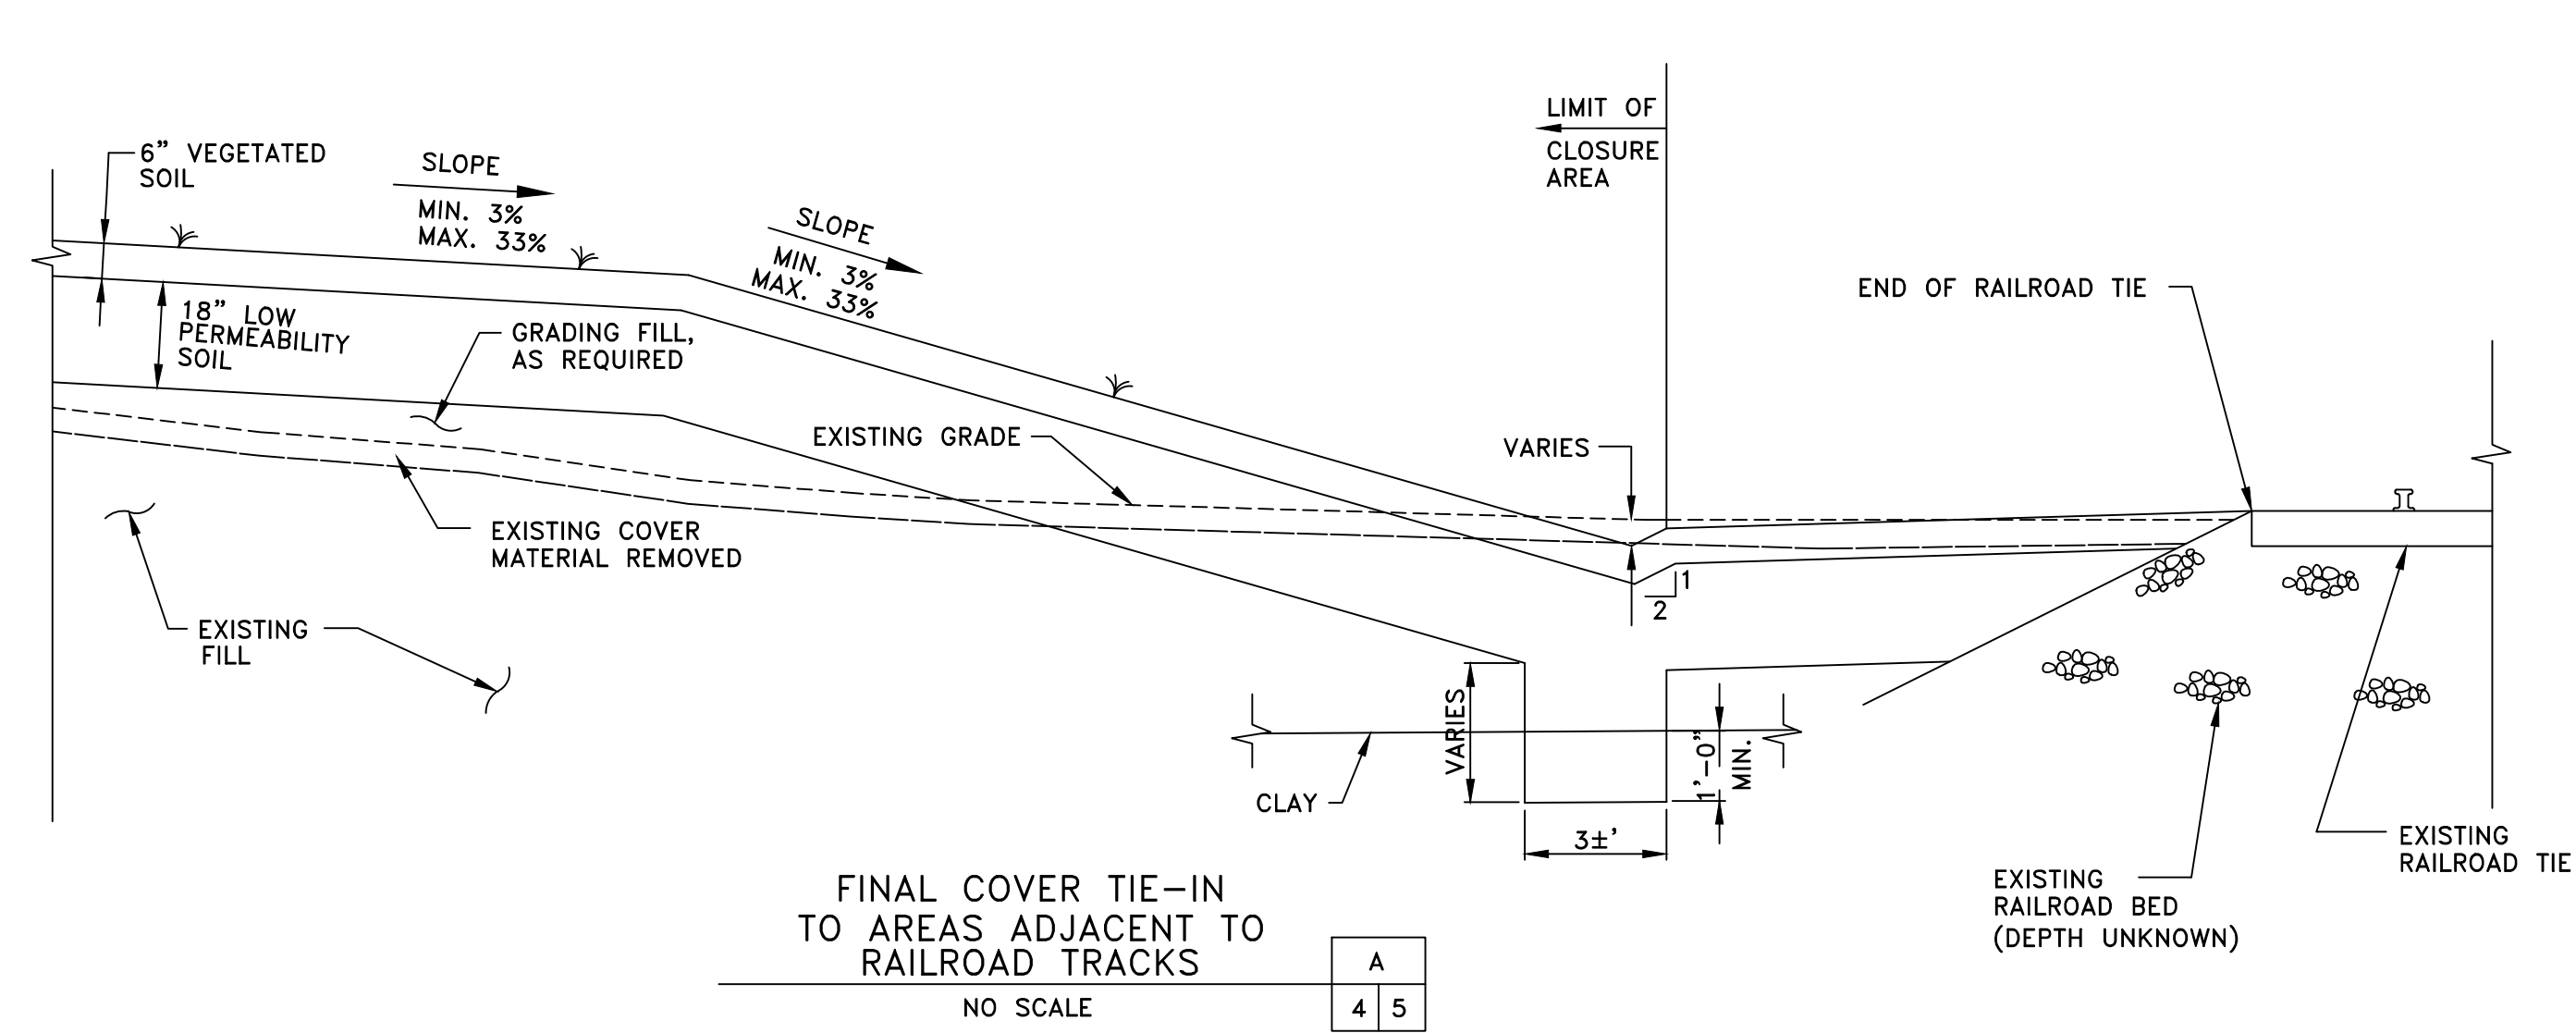 LIMIT OF
CLOSURE
AREA
6” VEGETATED
SOIL
SLOPE
MIN. 3%
MAX. 33%
SLOPE
MIN. 3%
MAX. 33%
END OF RAILROAD TIE
18” LOW
PERMEABILITY
SOIL
GRADING FILL,
AS REQUIRED
EXISTING GRADE
VARIES
EXISTING COVER
MATERIAL REMOVED
1
2
EXISTING
FILL
VARIES
1’-0”
MIN.
CLAY
3±’
EXISTING
RAILROAD TIE
EXISTING
RAILROAD BED
(DEPTH UNKNOWN)
FINAL COVER TIE-IN
TO AREAS ADJACENT TO
RAILROAD TRACKS
NO SCALE
A
4 5